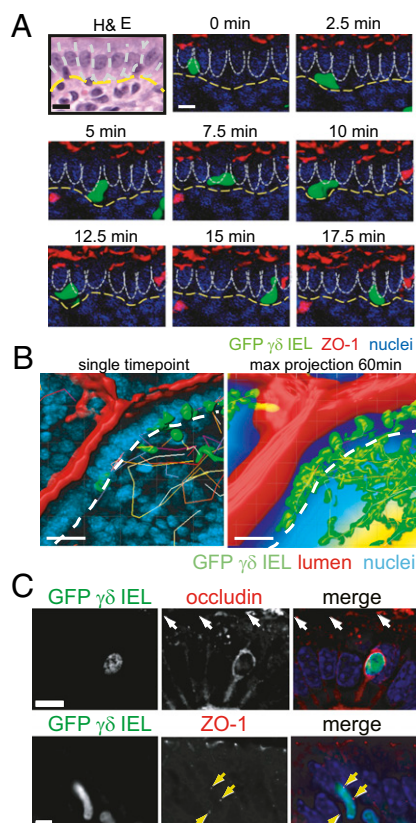 A
H& E 0 min 2.5 min
5 min 7.5 min 10 min
12.5 min 15 min 17.5 min
GFP γδ IEL ZO-1 nuclei
B
single timepoint max projection 60min
GFP γδ IEL lumen nuclei
C
GFP γδ IEL occludin merge
GFP γδ IEL ZO-1 merge